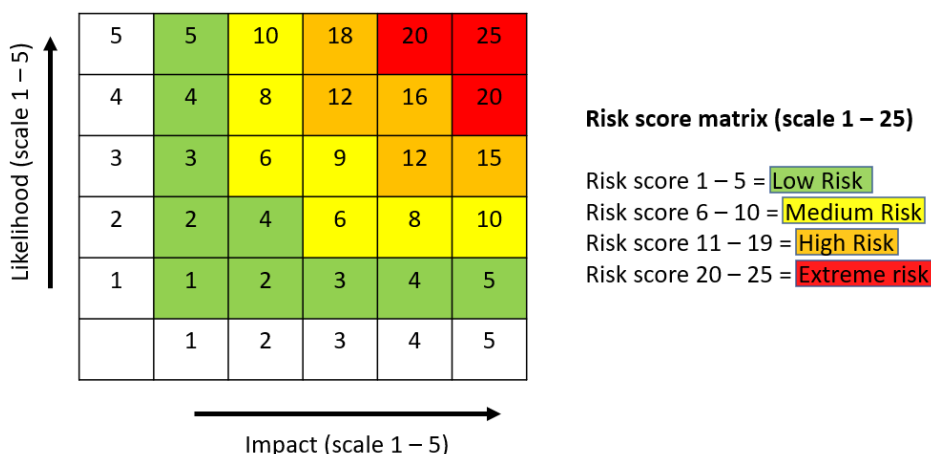 Likelihood (scale 1 – 5)
5 5 10 18 20 25
4 4 8 12 16 20
3 3 6 9 12 15
2 2 4 6 8 10
1 1 2 3 4 5
1 2 3 4 5
Impact (scale 1 – 5)
Risk score matrix (scale 1 – 25)
Risk score 1 – 5 = Low Risk
Risk score 6 – 10 = Medium Risk
Risk score 11 – 19 = High Risk
Risk score 20 – 25 = Extreme risk